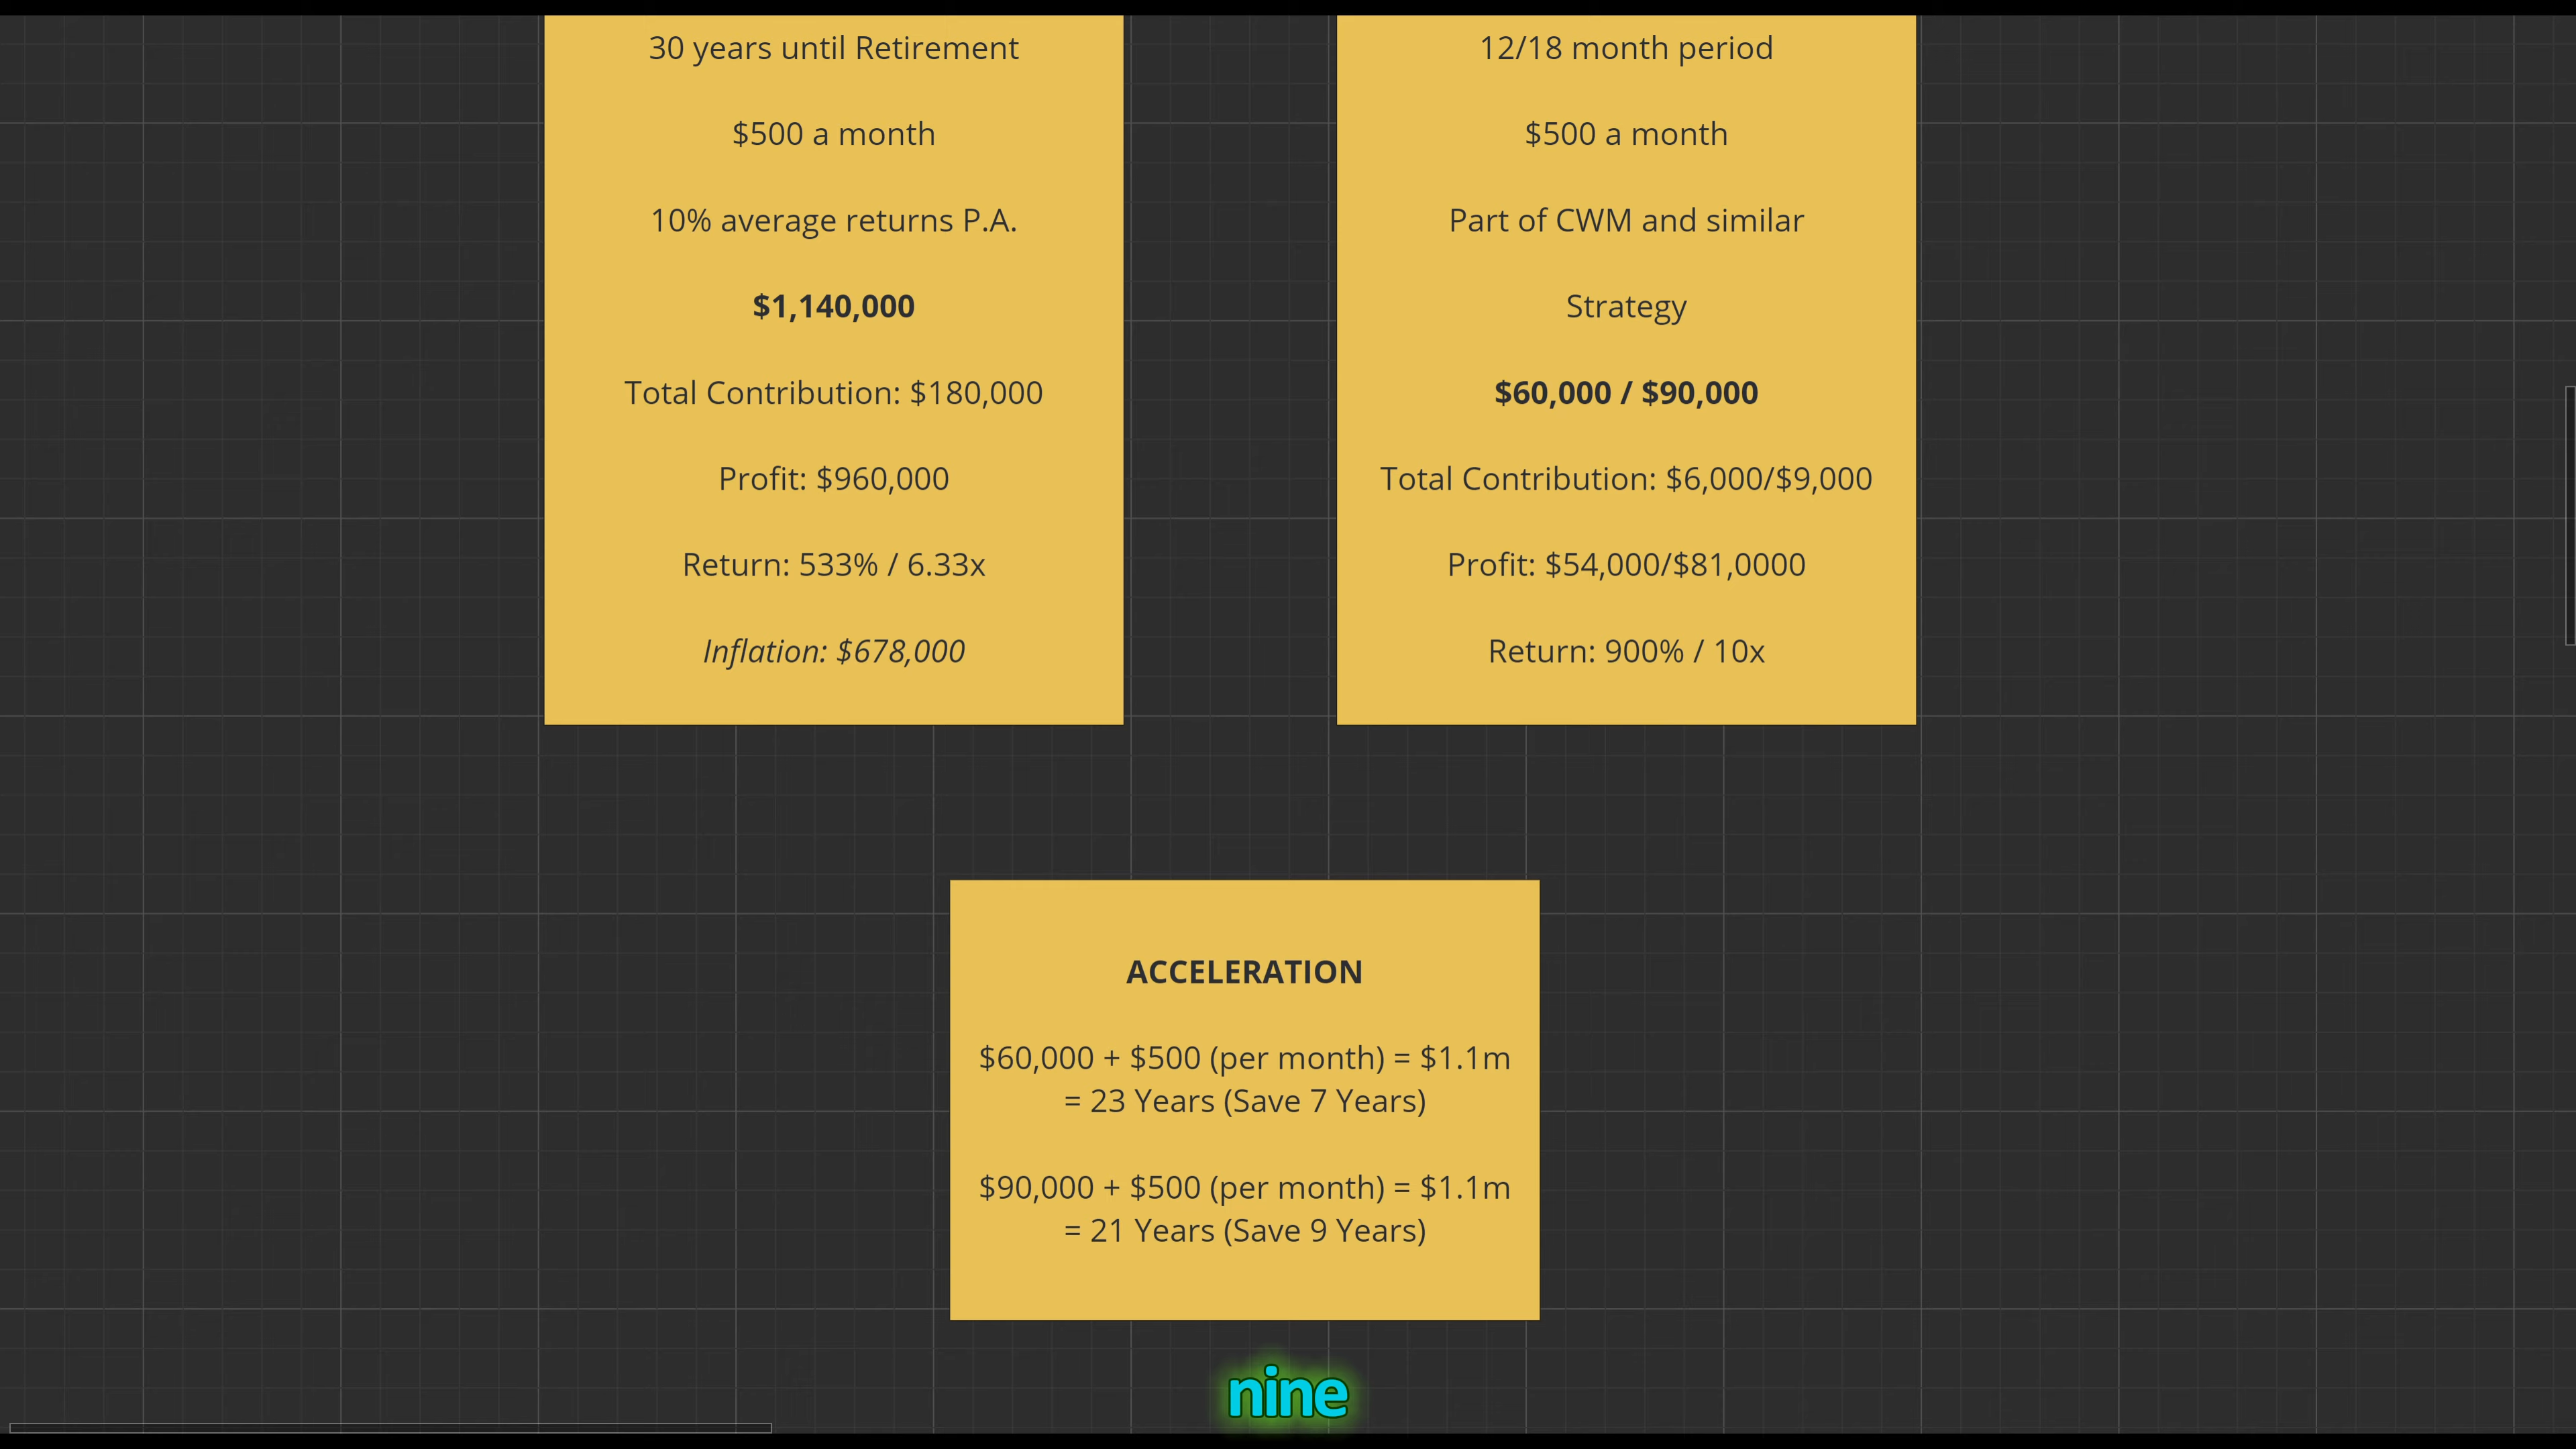 30 years until Retirement
$500 a month
10% average returns P.A.
$1,140,000
Total Contribution: $180,000
Profit: $960,000
Return: 533% / 6.33x
Inflation: $678,000
12/18 month period
$500 a month
Part of CWM and similar
Strategy
$60,000 / $90,000
Total Contribution: $6,000/$9,000
Profit: $54,000/$81,0000
Return: 900% / 10x
ACCELERATION
$60,000 + $500 (per month) = $1.1m
= 23 Years (Save 7 Years)
$90,000 + $500 (per month) = $1.1m
= 21 Years (Save 9 Years)
nine